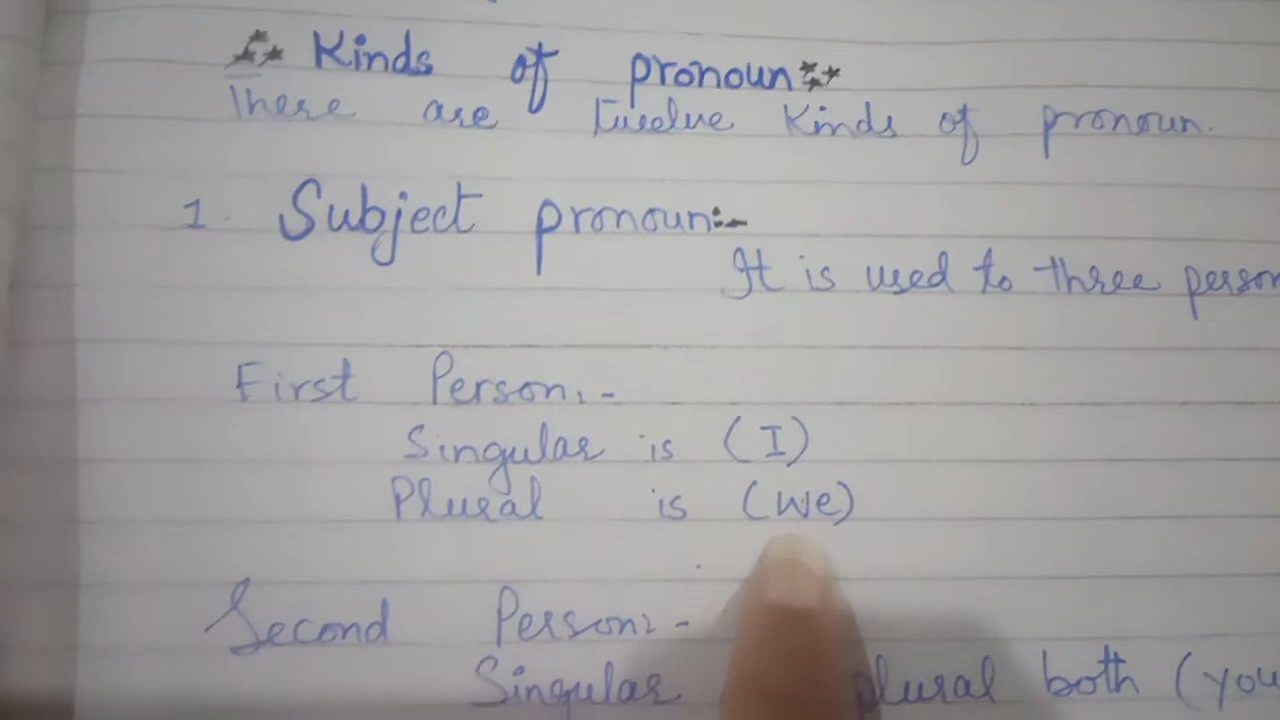 Kinds of pronoun
There are twelve kinds of pronoun.
1. Subject pronoun:-
It is used to three person
First Person:-
Singular is (I)
Plural is (We)
Second Person:-
Singular plural both (you